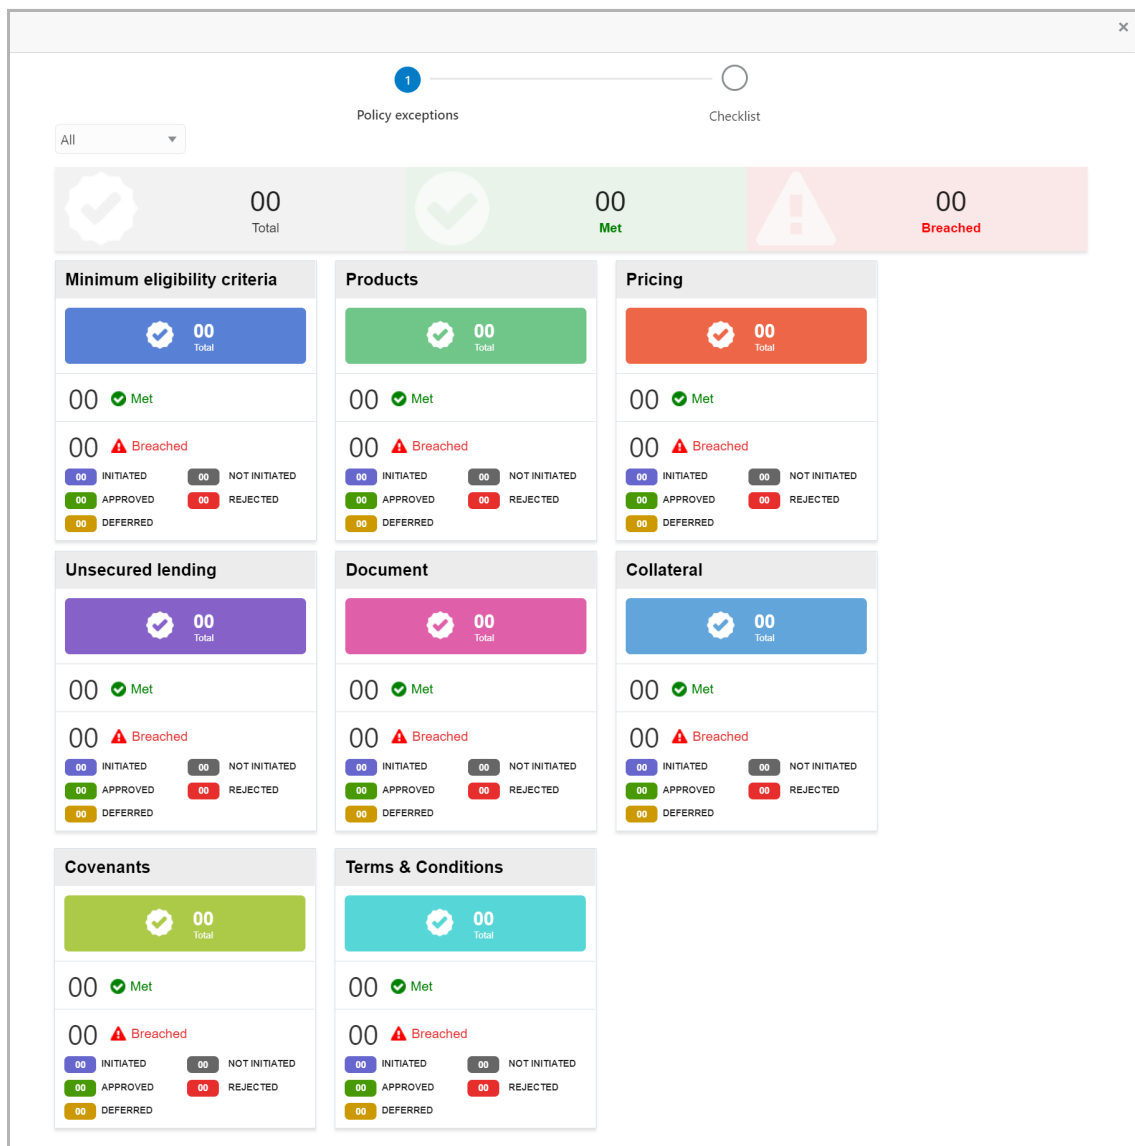 ×
1
Policy exceptions
Checklist
All
00
Total
00
Met
00
Breached
Minimum eligibility criteria
00
Total
00 Met
00 Breached
00 INITIATED 00 NOT INITIATED
00 APPROVED 00 REJECTED
00 DEFERRED
Products
00
Total
00 Met
00 Breached
00 INITIATED 00 NOT INITIATED
00 APPROVED 00 REJECTED
00 DEFERRED
Pricing
00
Total
00 Met
00 Breached
00 INITIATED 00 NOT INITIATED
00 APPROVED 00 REJECTED
00 DEFERRED
Unsecured lending
00
Total
00 Met
00 Breached
00 INITIATED 00 NOT INITIATED
00 APPROVED 00 REJECTED
00 DEFERRED
Document
00
Total
00 Met
00 Breached
00 INITIATED 00 NOT INITIATED
00 APPROVED 00 REJECTED
00 DEFERRED
Collateral
00
Total
00 Met
00 Breached
00 INITIATED 00 NOT INITIATED
00 APPROVED 00 REJECTED
00 DEFERRED
Covenants
00
Total
00 Met
00 Breached
00 INITIATED 00 NOT INITIATED
00 APPROVED 00 REJECTED
00 DEFERRED
Terms & Conditions
00
Total
00 Met
00 Breached
00 INITIATED 00 NOT INITIATED
00 APPROVED 00 REJECTED
00 DEFERRED